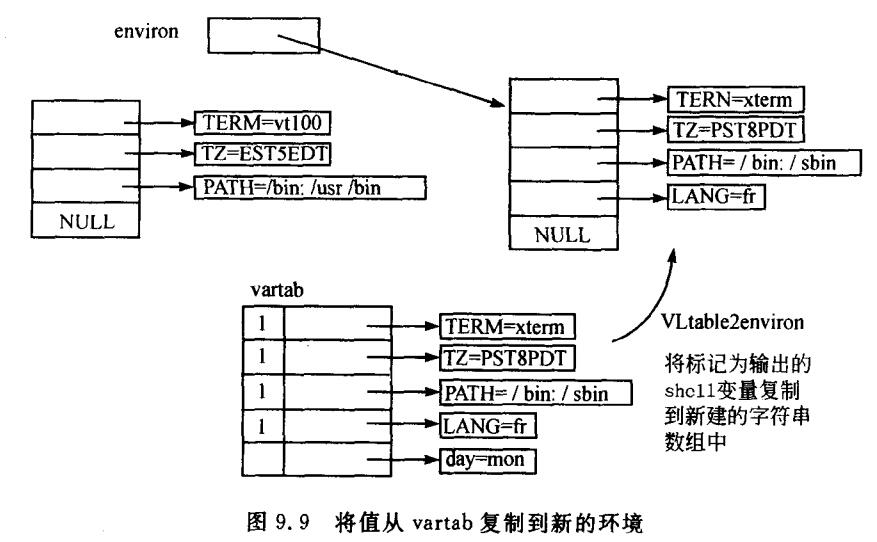 environ
TERM=vt100
TZ=EST5EDT
PATH=/bin: /usr /bin
NULL
TERN=xterm
TZ=PST8PDT
PATH= / bin: / sbin
LANG=fr
NULL
vartab
1
TERM=xterm
1
TZ=PST8PDT
1
PATH= / bin: / sbin
1
LANG=fr
day=mon
VLtable2environ
将标记为输出的
shell变量复制
到新建的字符串
数组中
图 9.9 将值从 vartab 复制到新的环境